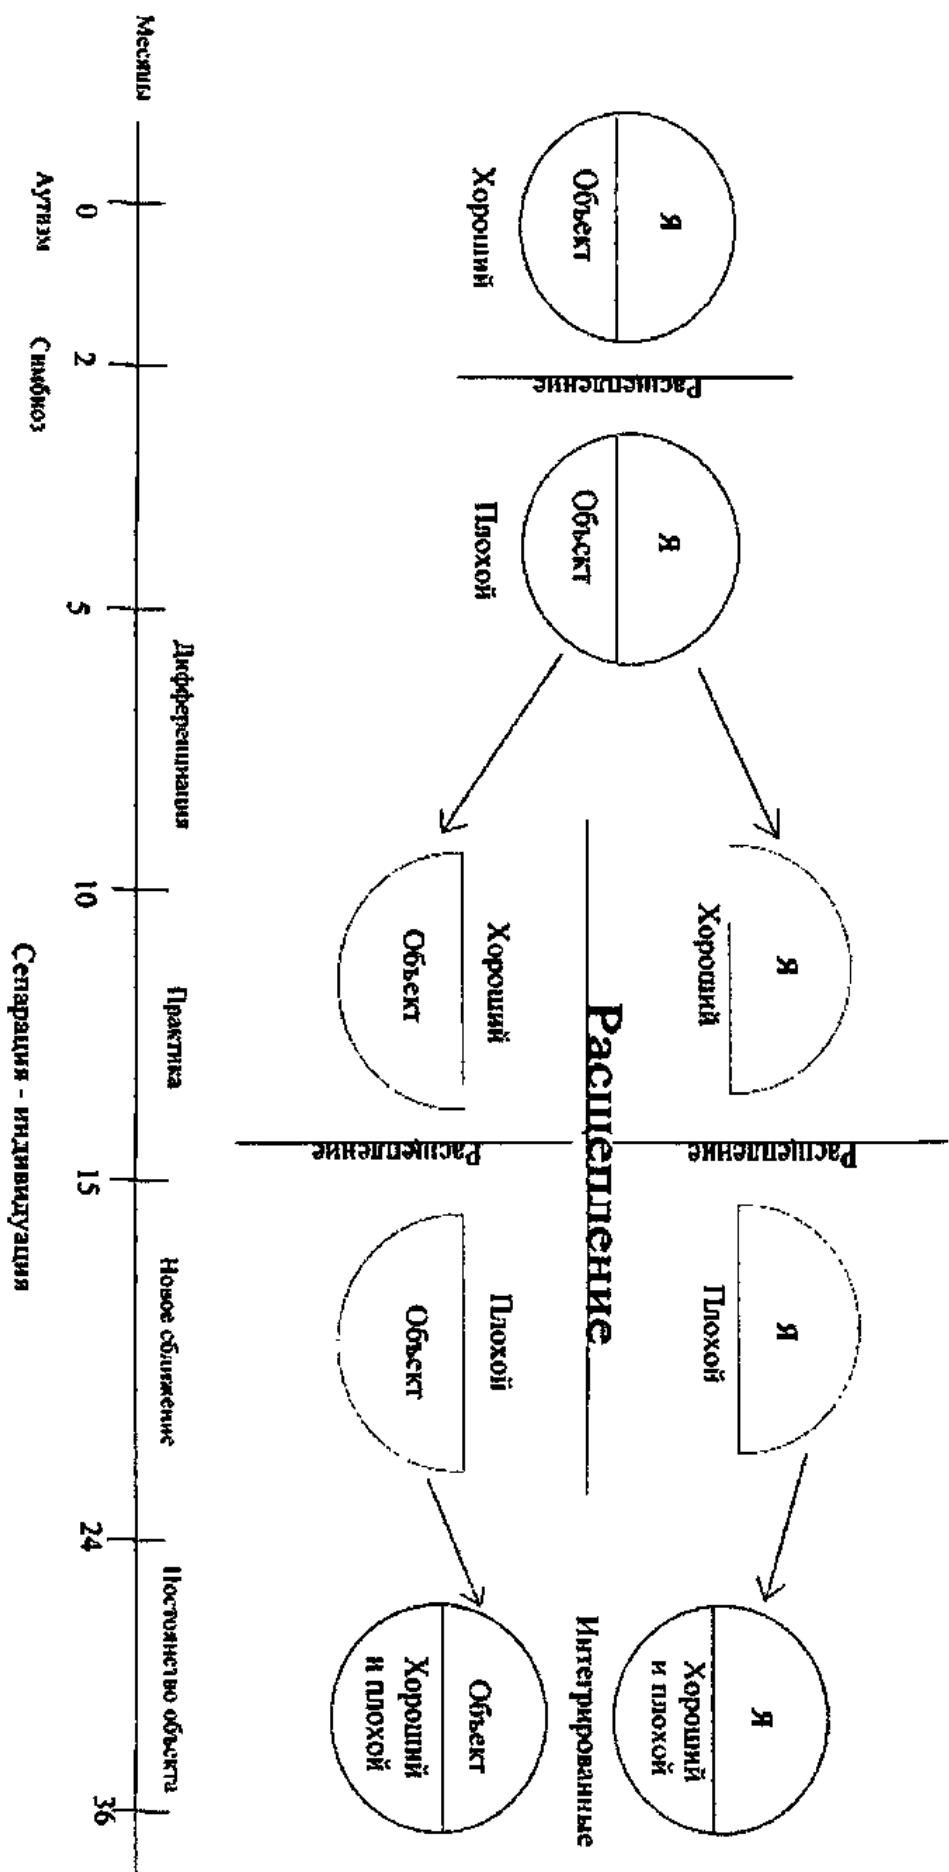 Я
Объект
Хороший
Расщепление
Я
Объект
Плохой
Я
Хороший
Расщепление
Я
Плохой
Расщепление
Хороший
Объект
Расщепление
Плохой
Объект
Я
Хороший
и плохой
Интегрированные
Объект
Хороший
и плохой
Дифференциация
Практика
Новое сближение
Постоянство объекта
Месяцы
0
2
5
10
15
24
36
Аутизм
Симбиоз
Сепарация - индивидуация